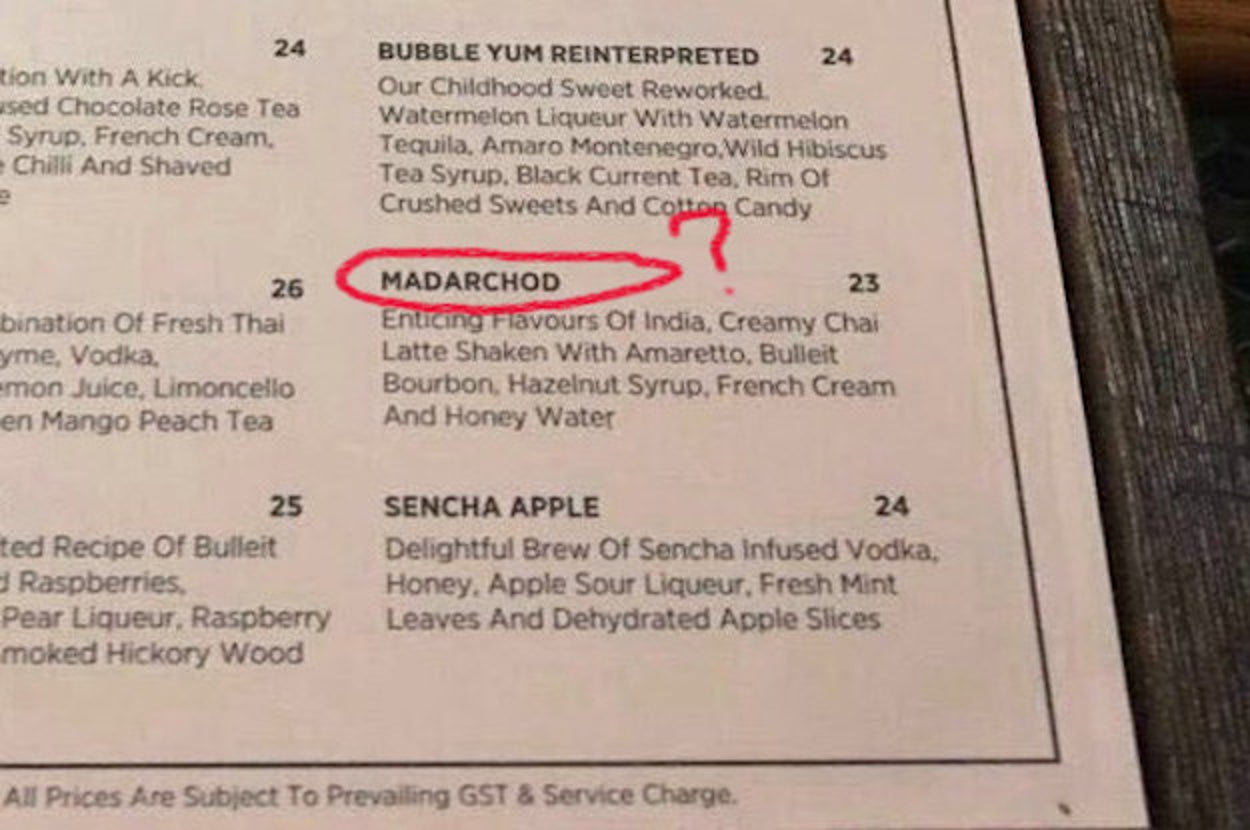 24
tion With A Kick.
used Chocolate Rose Tea
Syrup, French Cream,
e Chilli And Shaved
e
26
bination Of Fresh Thai
yme, Vodka,
emon Juice, Limoncello
en Mango Peach Tea
25
ted Recipe Of Bulleit
d Raspberries,
Pear Liqueur, Raspberry
moked Hickory Wood
BUBBLE YUM REINTERPRETED 24
Our Childhood Sweet Reworked.
Watermelon Liqueur With Watermelon
Tequila, Amaro Montenegro,Wild Hibiscus
Tea Syrup, Black Current Tea, Rim Of
Crushed Sweets And Cotton Candy
?
MADARCHOD 23
Enticing Flavours Of India, Creamy Chai
Latte Shaken With Amaretto, Bulleit
Bourbon, Hazelnut Syrup, French Cream
And Honey Water
SENCHA APPLE 24
Delightful Brew Of Sencha Infused Vodka,
Honey, Apple Sour Liqueur, Fresh Mint
Leaves And Dehydrated Apple Slices
All Prices Are Subject To Prevailing GST & Service Charge.